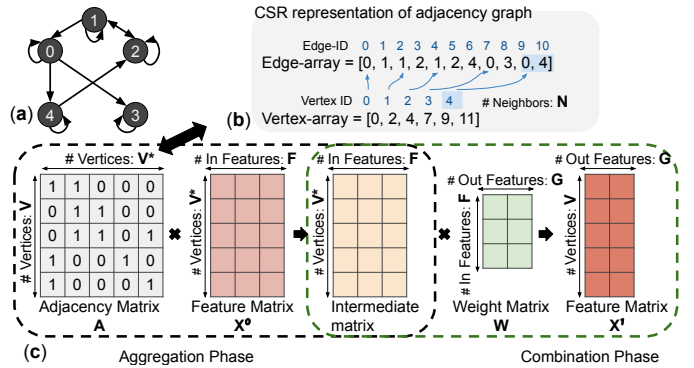 CSR representation of adjacency graph
Edge-ID 0 1 2 3 4 5 6 7 8 9 10
Edge-array = [0, 1, 1, 2, 1, 2, 4, 0, 3, 0, 4]
Vertex ID 0 1 2 3 4 # Neighbors: N
Vertex-array = [0, 2, 4, 7, 9, 11]
(b)
1
0 2
4 3
(a)
# Vertices: V* # In Features: F # In Features: F
# Out Features: G # Out Features: G
# Vertices: V
# Vertices: V*
# Vertices: V*
# In Features: F
# Vertices: V
1 1 0 0 0
0 1 1 0 0
0 1 1 0 1
1 0 0 1 0
1 0 0 0 1
Adjacency Matrix
A
Feature Matrix
X⁰
Intermediate
matrix
Weight Matrix
W
Feature Matrix
X¹
(c)
Aggregation Phase Combination Phase